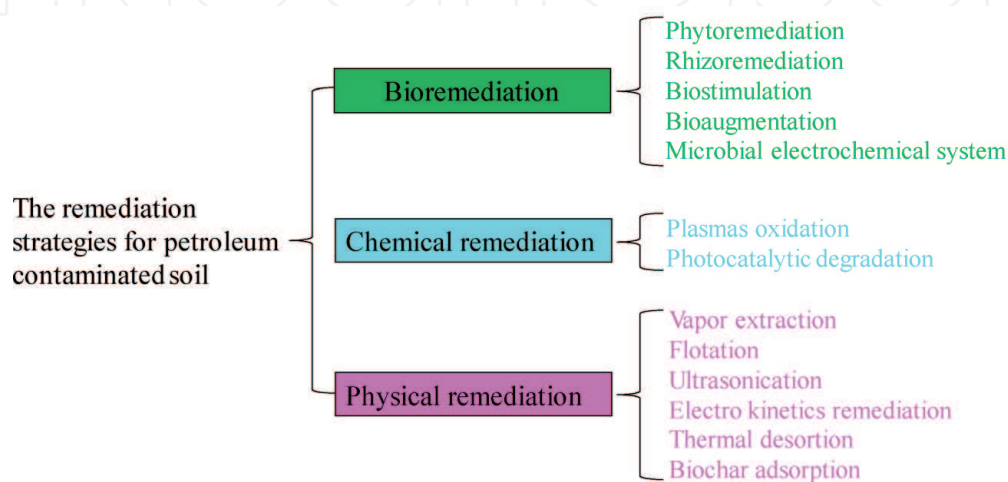 The remediation
strategies for petroleum
contaminated soil
Bioremediation
Phytoremediation
Rhizoremediation
Biostimulation
Bioaugmentation
Microbial electrochemical system
Chemical remediation
Plasmas oxidation
Photocatalytic degradation
Physical remediation
Vapor extraction
Flotation
Ultrasonication
Electro kinetics remediation
Thermal desortion
Biochar adsorption